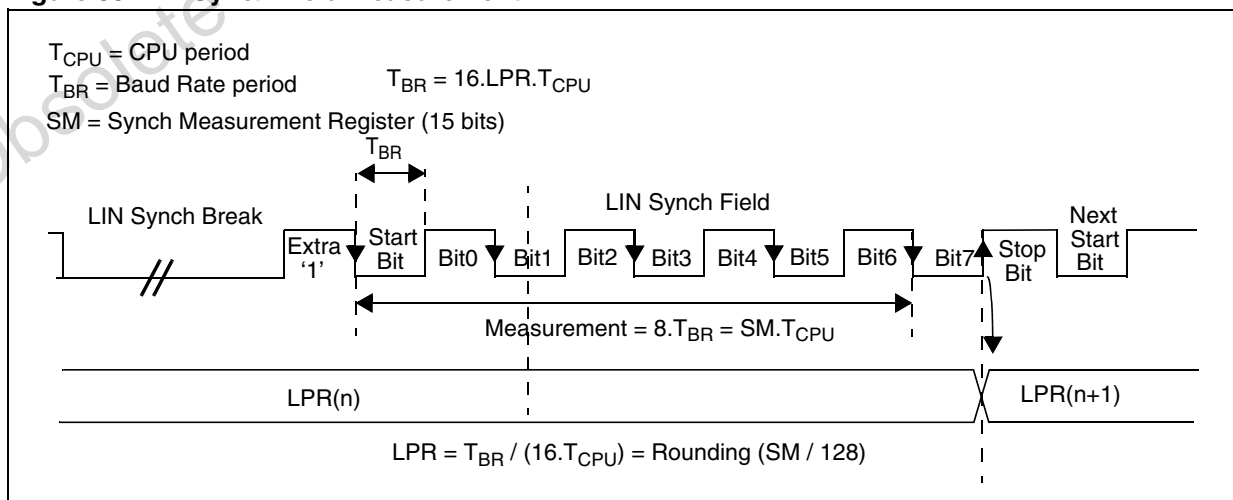 obsolete
T_CPU = CPU period
T_BR = Baud Rate period T_BR = 16.LPR.T_CPU
SM = Synch Measurement Register (15 bits)
T_BR
LIN Synch Break
LIN Synch Field
Extra
‘1’
Start
Bit
Bit0
Bit1
Bit2
Bit3
Bit4
Bit5
Bit6
Bit7
Stop
Bit
Next
Start
Bit
Measurement = 8.T_BR = SM.T_CPU
LPR(n)
LPR(n+1)
LPR = T_BR / (16.T_CPU) = Rounding (SM / 128)